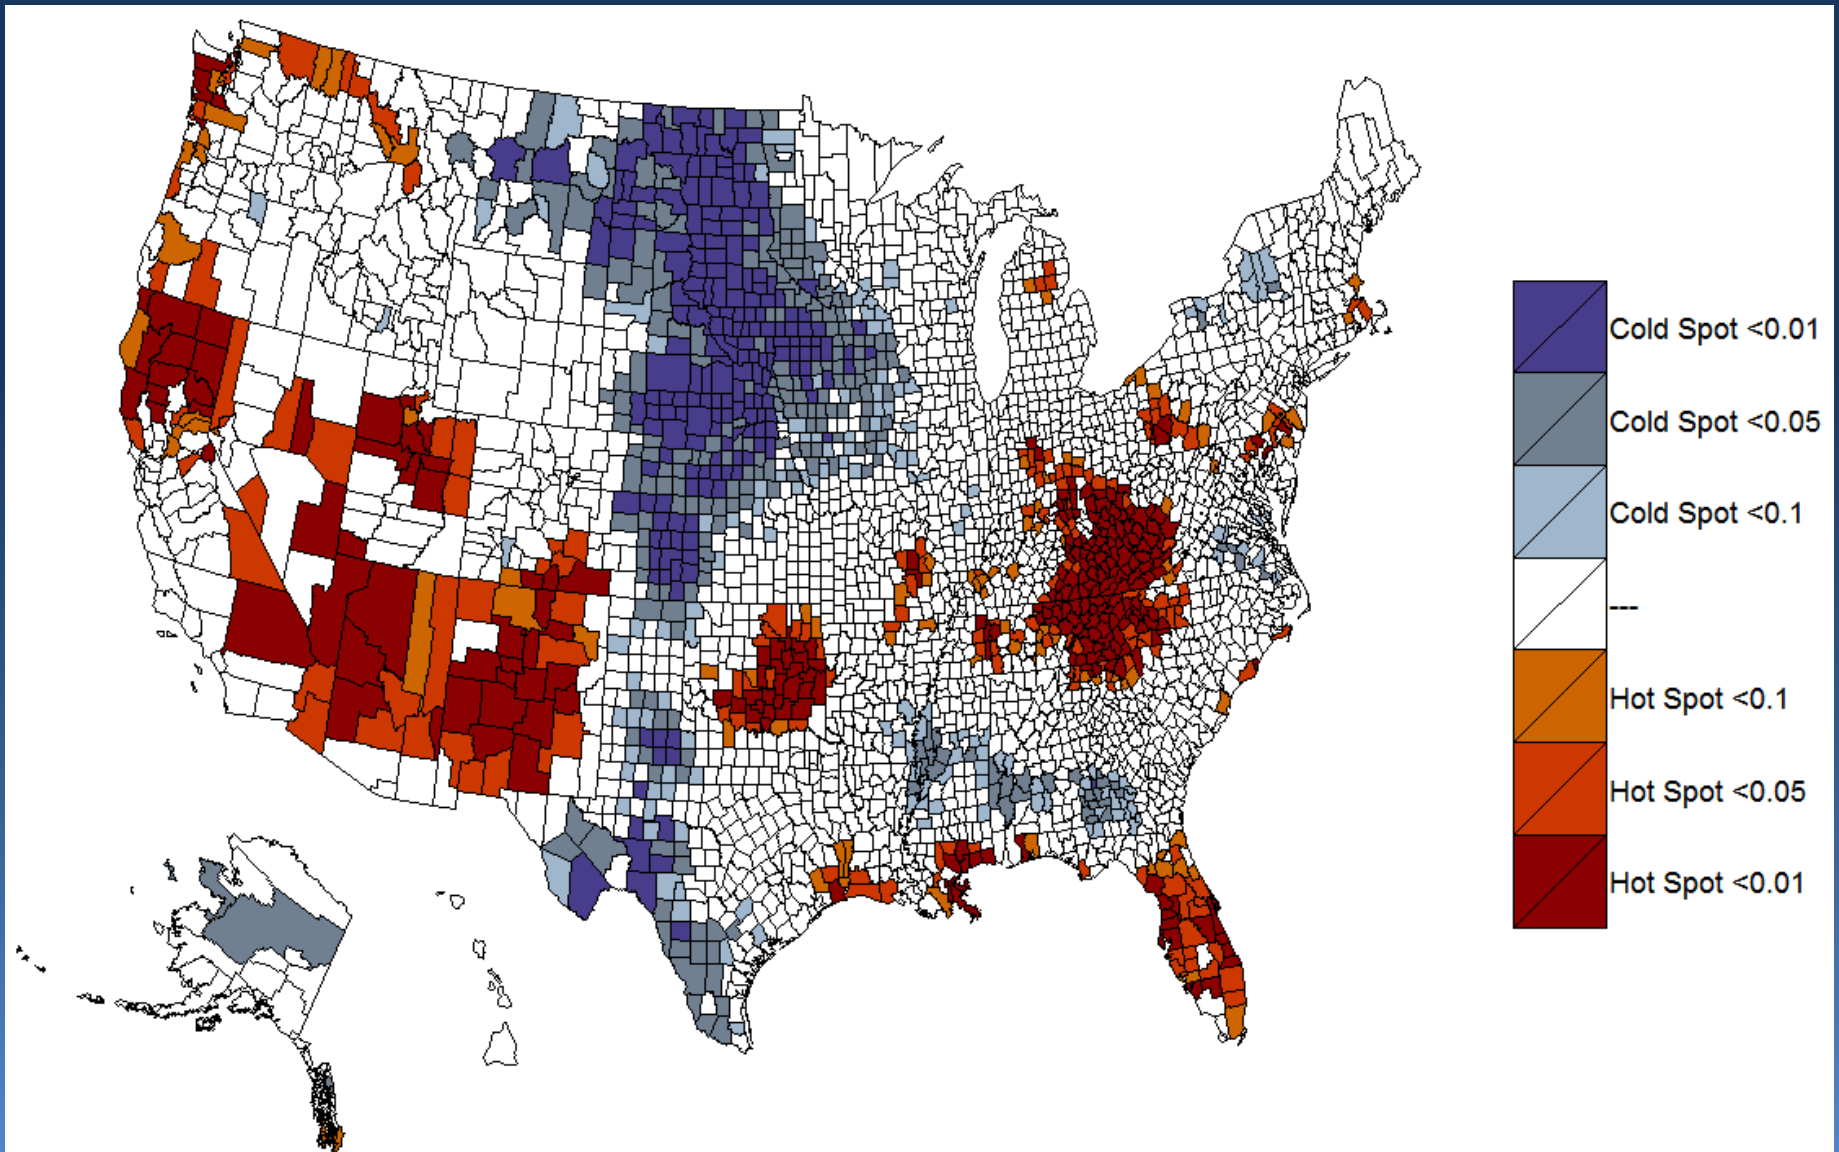 Cold Spot <0.01
Cold Spot <0.05
Cold Spot <0.1
---
Hot Spot <0.1
Hot Spot <0.05
Hot Spot <0.01